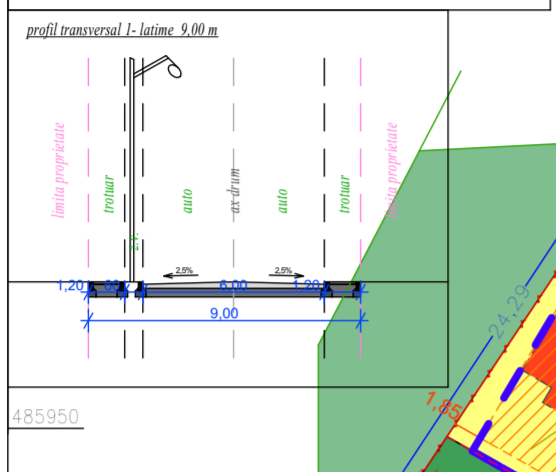 profil transversal 1- latime 9,00 m
limita proprietate
trotuar
auto
ax drum
auto
trotuar
limita proprietate
2,5%
2,5%
1,20
60
6,00
1,20
9,00
24,29
1,85
485950